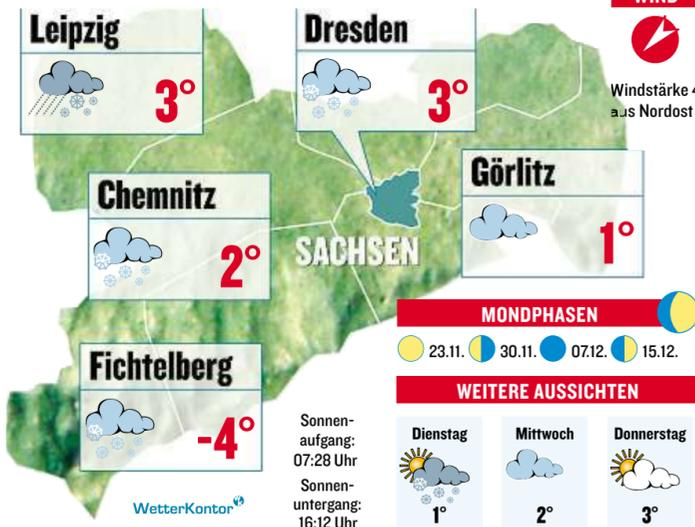 Leipzig
3°
Dresden
3°
Windstärke
aus Nordost
Chemnitz
2°
Görlitz
1°
SACHSEN
Fichtelberg
-4°
MONDPHASEN
23.11. 30.11. 07.12. 15.12.
WEITERE AUSSICHTEN
Dienstag
1°
Mittwoch
2°
Donnerstag
3°
Sonnen-
aufgang:
07:28 Uhr
Sonnen-
untergang:
16:12 Uhr
WetterKontor